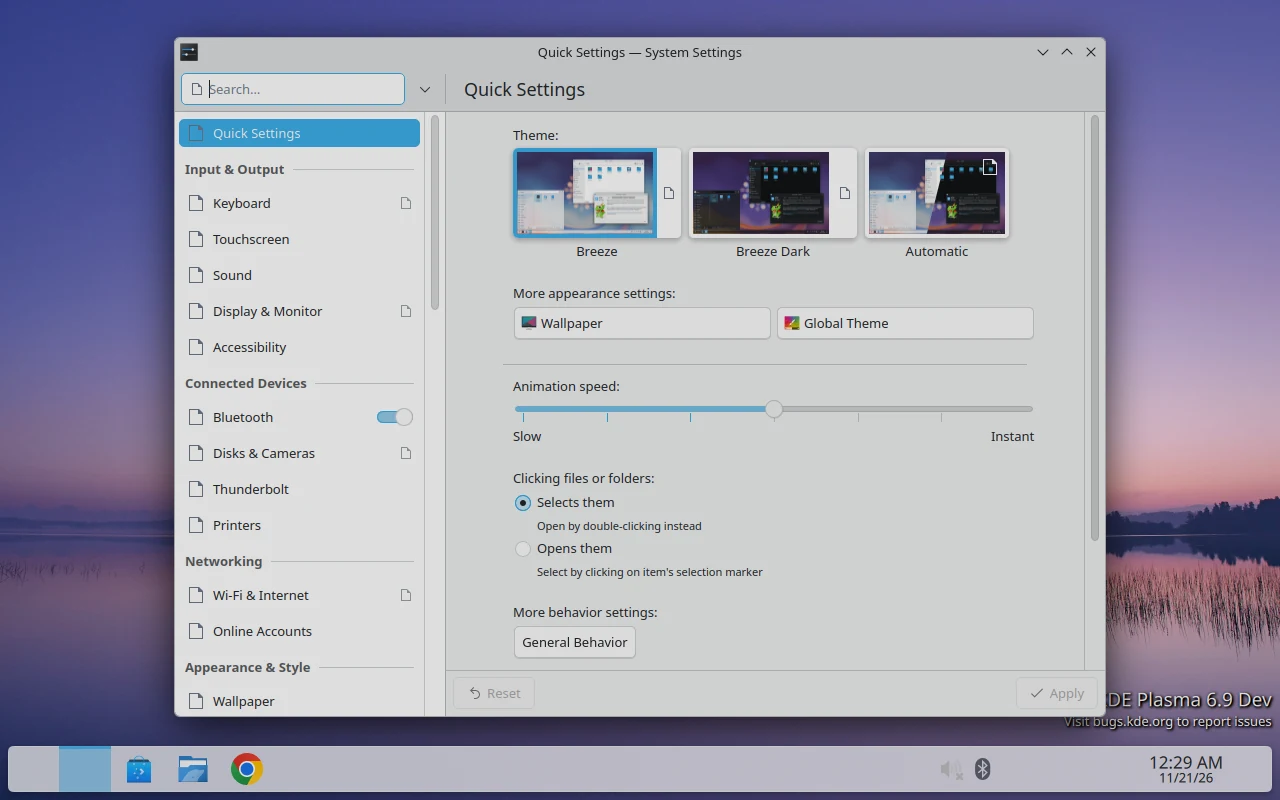 Quick Settings — System Settings
Search...
Quick Settings
Quick Settings
Input & Output
Keyboard
Touchscreen
Sound
Display & Monitor
Accessibility
Connected Devices
Bluetooth
Disks & Cameras
Thunderbolt
Printers
Networking
Wi-Fi & Internet
Online Accounts
Appearance & Style
Wallpaper
Theme:
Breeze
Breeze Dark
Automatic
More appearance settings:
Wallpaper
Global Theme
Animation speed:
Slow
Instant
Clicking files or folders:
Selects them
Open by double-clicking instead
Opens them
Select by clicking on item's selection marker
More behavior settings:
General Behavior
Reset
Apply
DE Plasma 6.9 Dev
Visit bugs.kde.org to report issues
12:29 AM
11/21/26